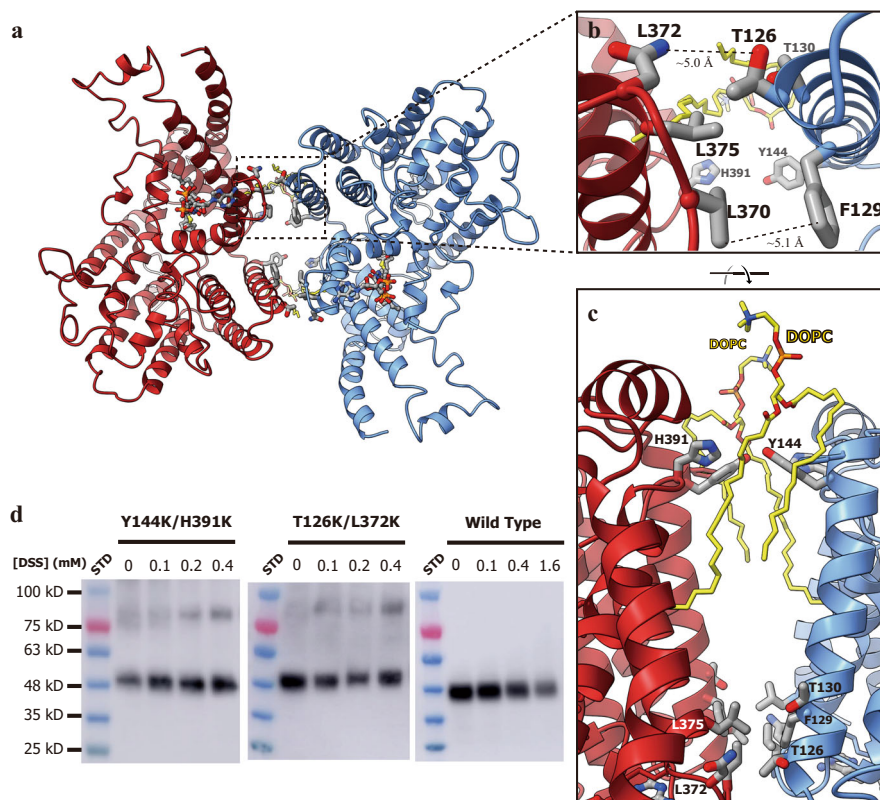 a
b
L372
T126
T130
~5.0 Å
L375
H391
Y144
L370
F129
~5.1 Å
c
DOPC
DOPC
H391
Y144
T130
L375
F129
T126
L372
d
Y144K/H391K
T126K/L372K
Wild Type
[DSS] (mM) STD 0 0.1 0.2 0.4 STD 0 0.1 0.2 0.4 STD 0 0.1 0.4 1.6
100 kD
75 kD
63 kD
48 kD
35 kD
25 kD